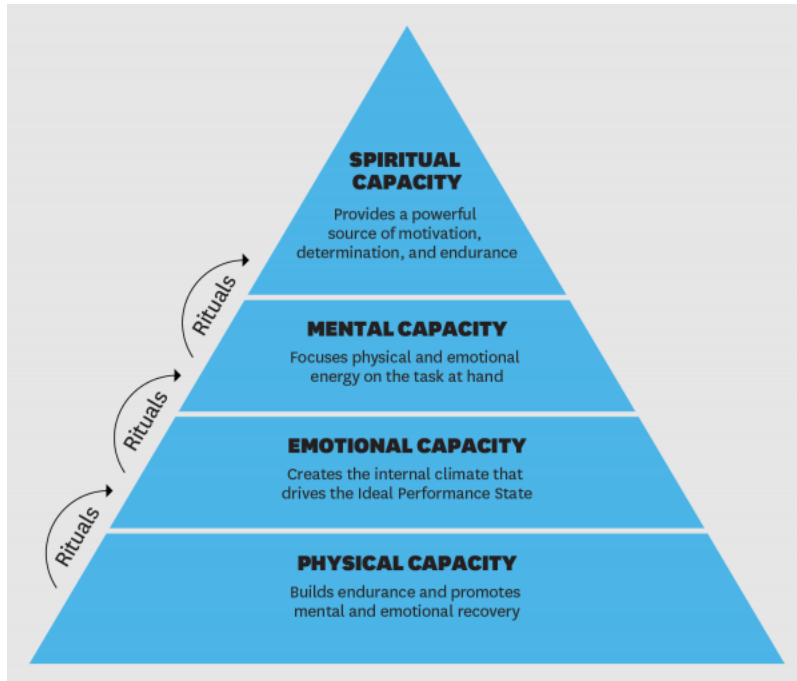 SPIRITUAL
CAPACITY
Provides a powerful
source of motivation,
determination, and endurance
Rituals
MENTAL CAPACITY
Focuses physical and emotional
energy on the task at hand
Rituals
EMOTIONAL CAPACITY
Creates the internal climate that
drives the Ideal Performance State
Rituals
PHYSICAL CAPACITY
Builds endurance and promotes
mental and emotional recovery